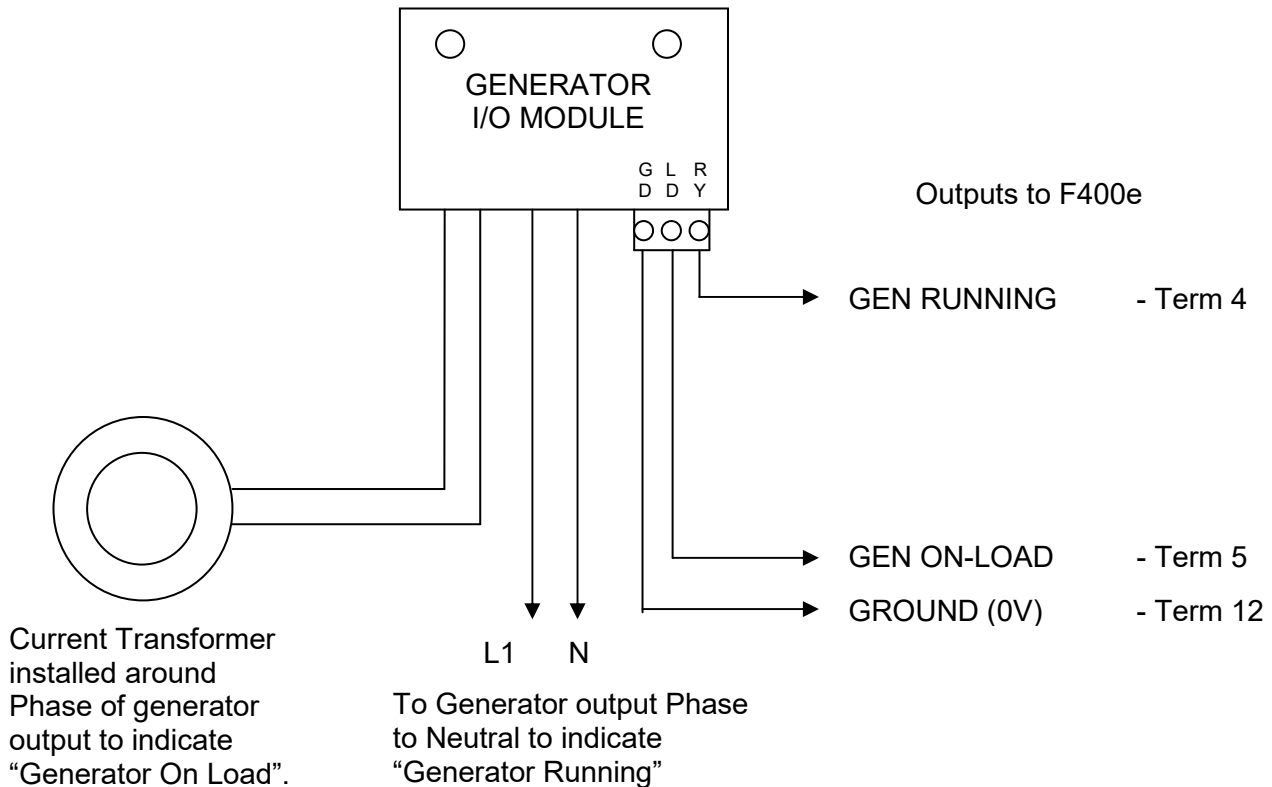 GENERATOR
I/O MODULE
G L R
D D Y
Outputs to F400e
GEN RUNNING - Term 4
GEN ON-LOAD - Term 5
GROUND (0V) - Term 12
Current Transformer
installed around
Phase of generator
output to indicate
“Generator On Load”.
L1 N
To Generator output Phase
to Neutral to indicate
“Generator Running”